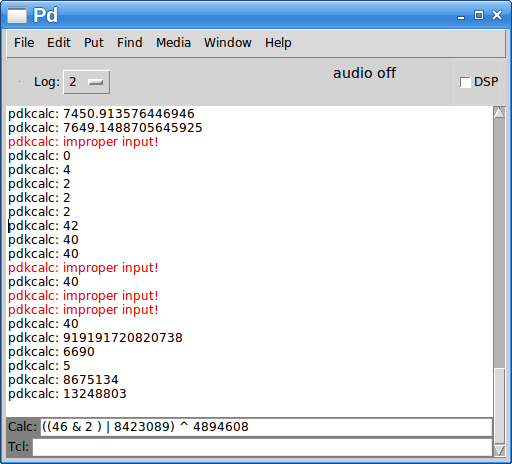 Pd
File Edit Put Find Media Window Help
Log: 2 audio off DSP
pdkcalc: 7450.913576446946
pdkcalc: 7649.1488705645925
pdkcalc: improper input!
pdkcalc: 0
pdkcalc: 4
pdkcalc: 2
pdkcalc: 2
pdkcalc: 2
pdkcalc: 42
pdkcalc: 40
pdkcalc: 40
pdkcalc: improper input!
pdkcalc: 40
pdkcalc: improper input!
pdkcalc: improper input!
pdkcalc: 40
pdkcalc: 919191720820738
pdkcalc: 6690
pdkcalc: 5
pdkcalc: 8675134
pdkcalc: 13248803
Calc: ((46 & 2 ) | 8423089) ^ 4894608
Tcl: